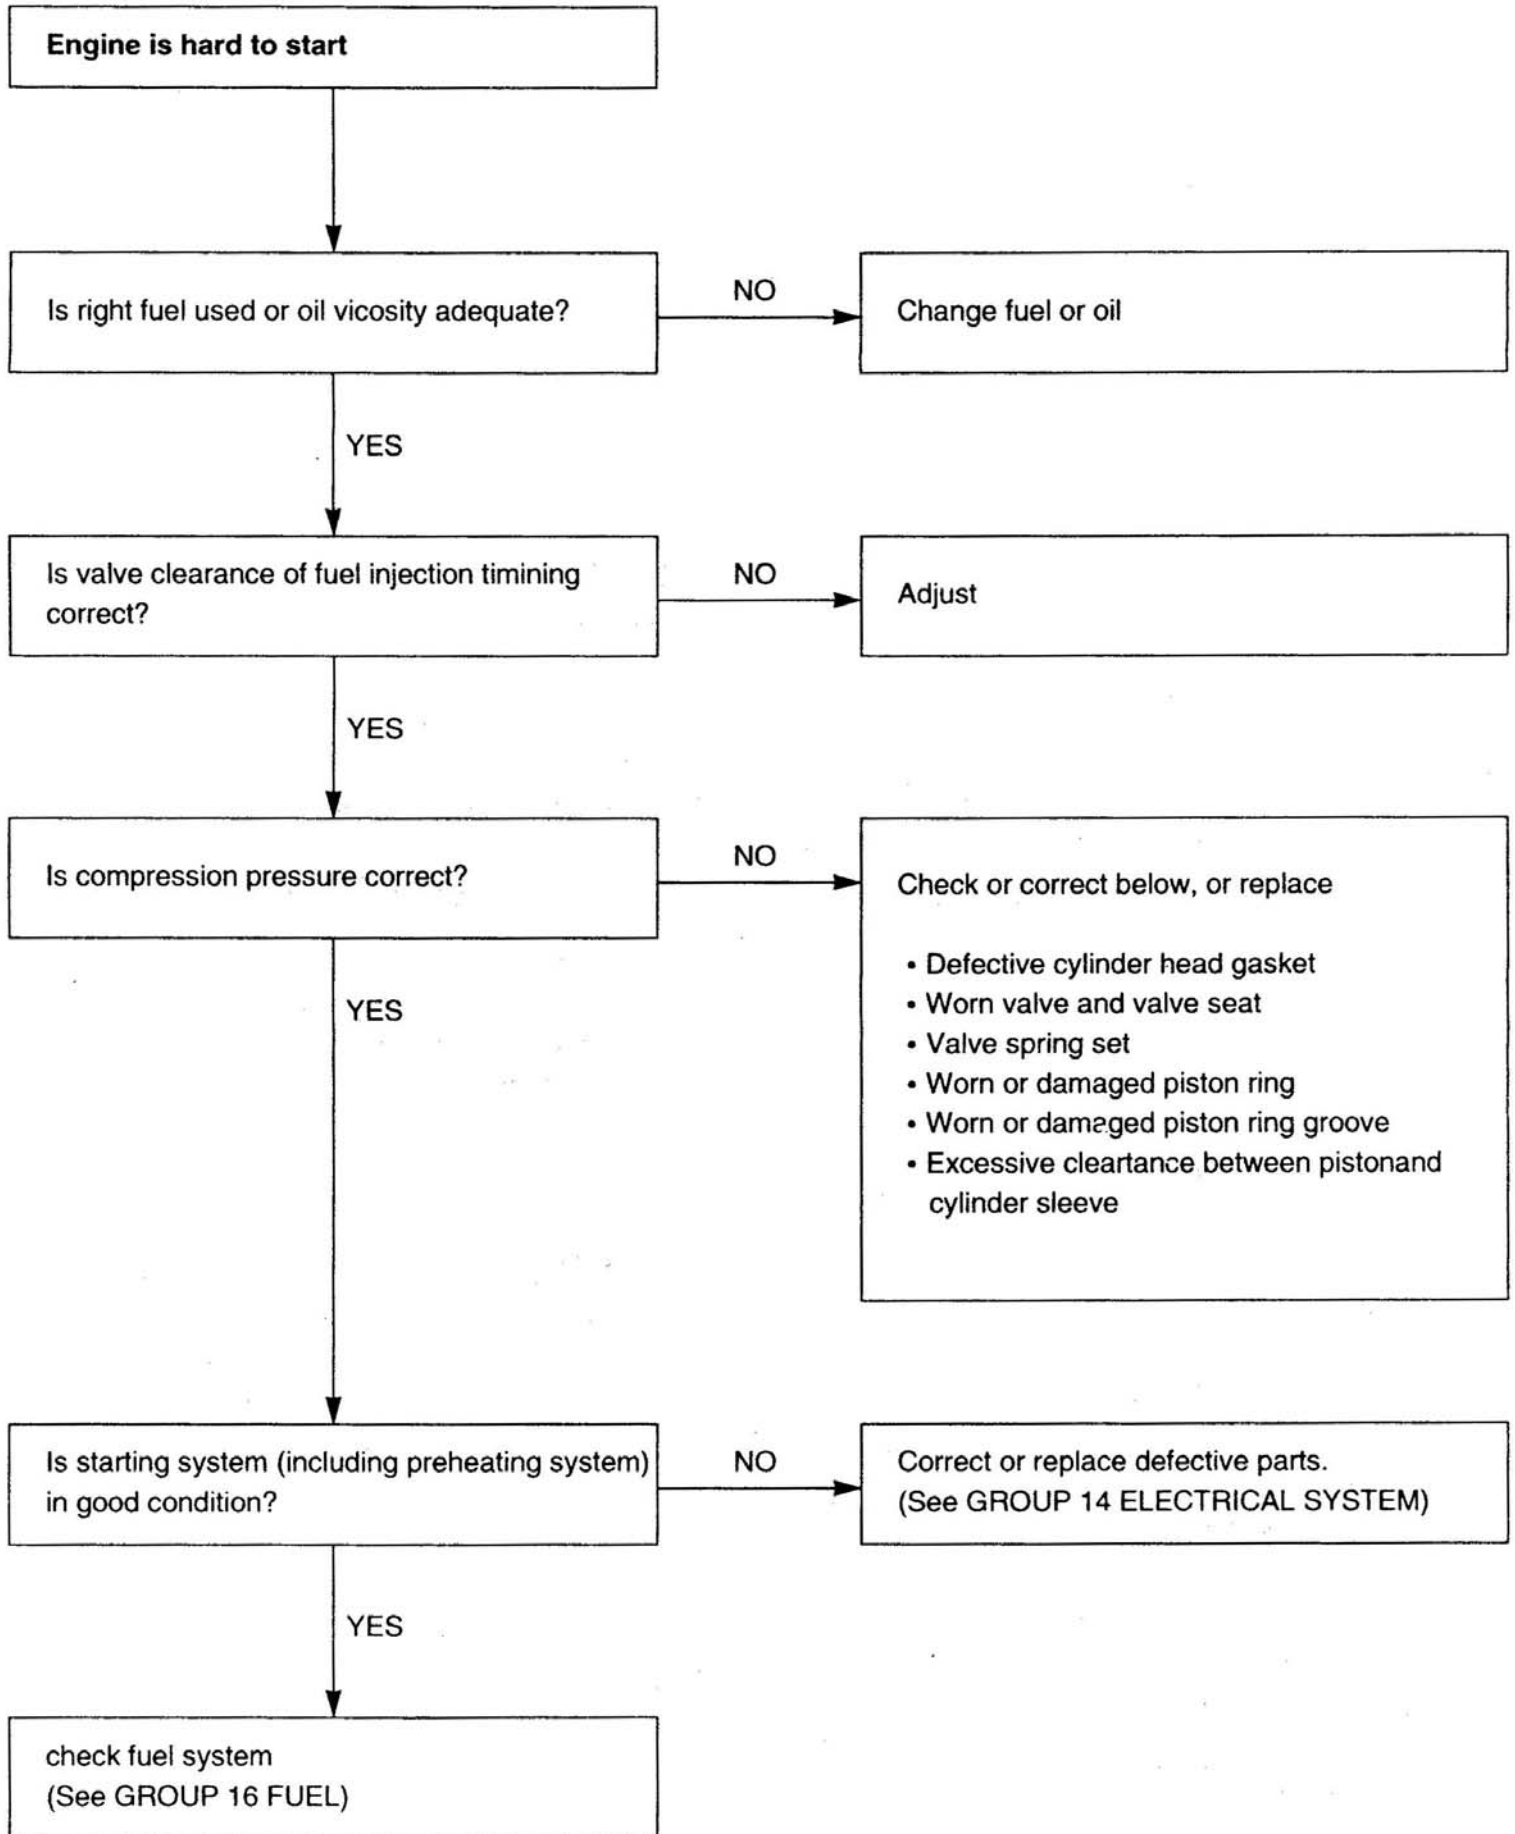 Engine is hard to start
Is right fuel used or oil vicosity adequate?
NO
Change fuel or oil
YES
Is valve clearance of fuel injection timining
correct?
NO
Adjust
YES
Is compression pressure correct?
NO
Check or correct below, or replace
• Defective cylinder head gasket
• Worn valve and valve seat
• Valve spring set
• Worn or damaged piston ring
• Worn or damaged piston ring groove
• Excessive cleartance between pistonand
cylinder sleeve
YES
Is starting system (including preheating system)
in good condition?
NO
Correct or replace defective parts.
(See GROUP 14 ELECTRICAL SYSTEM)
YES
check fuel system
(See GROUP 16 FUEL)